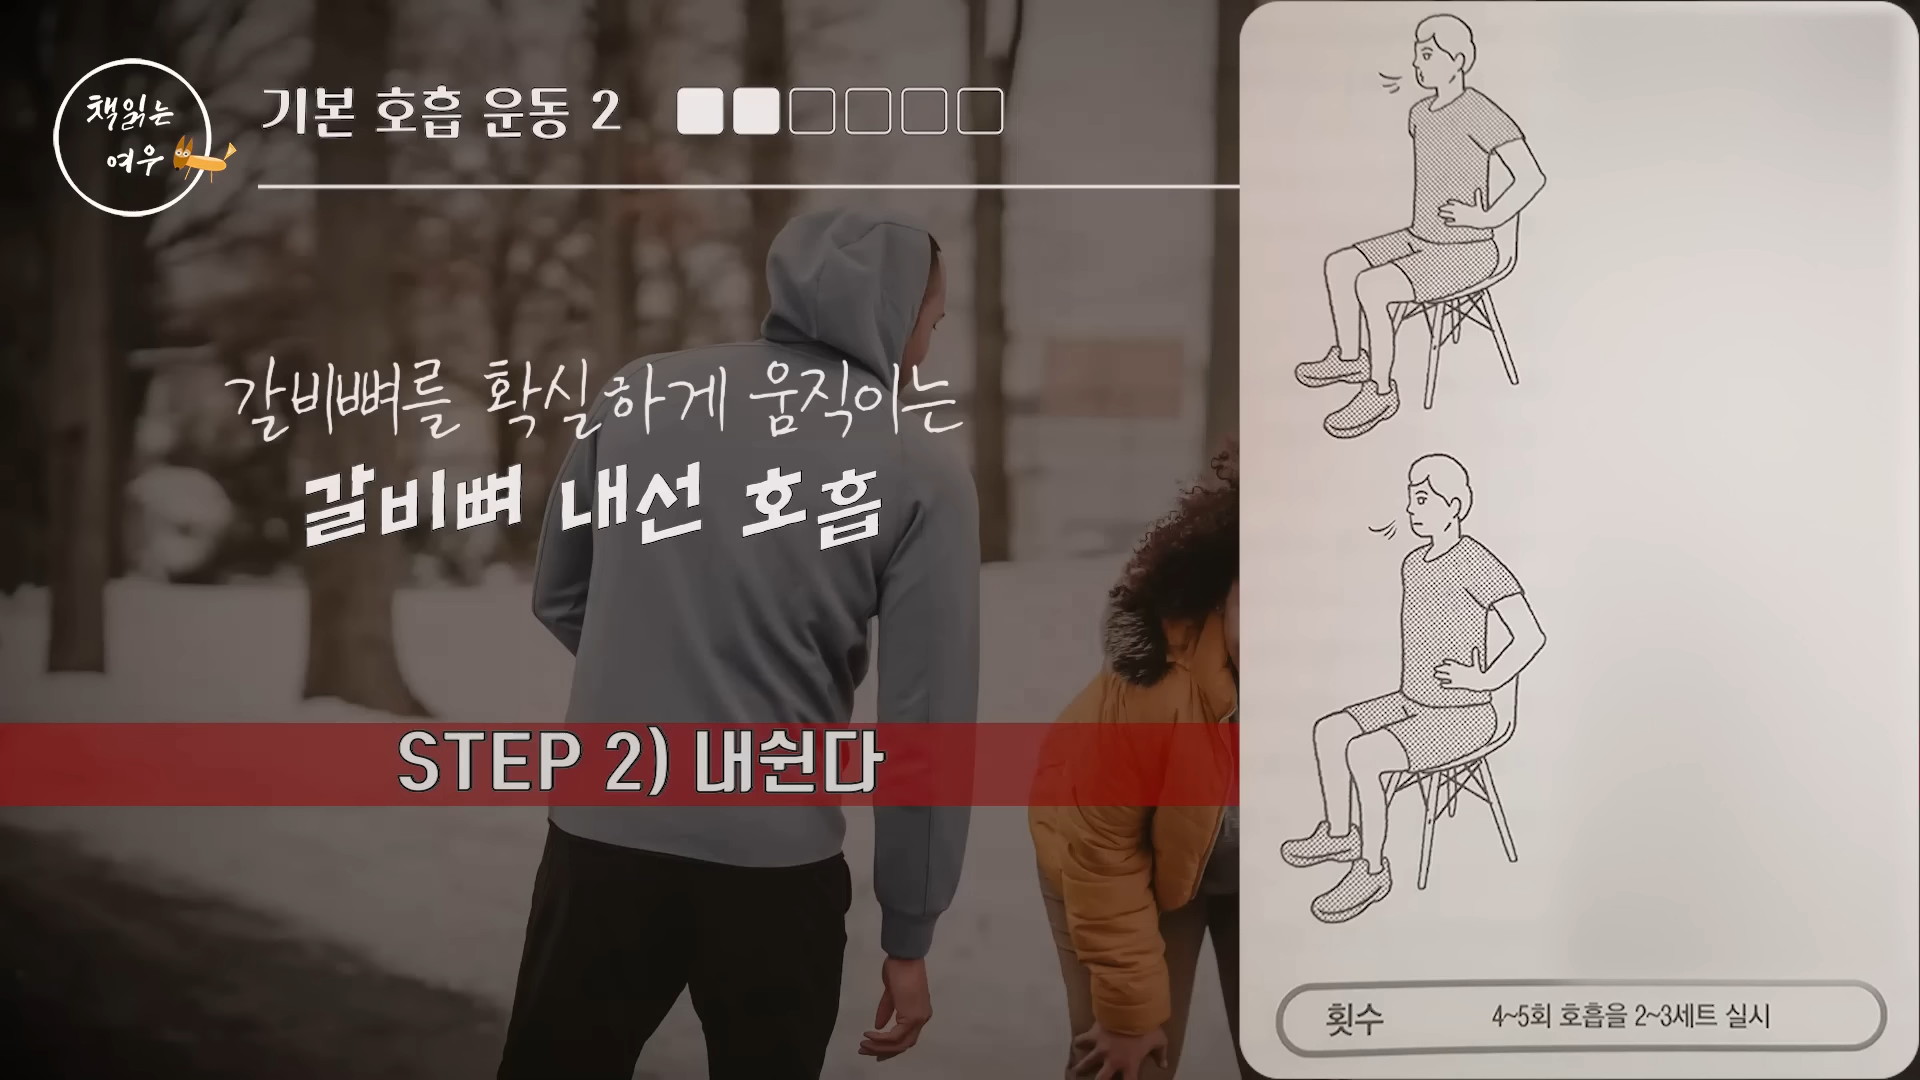 책읽는
여우
기본 호흡 운동 2
갈비뼈를 확실하게 움직이는
갈비뼈 내선 호흡
STEP 2) 내쉰다
횟수 4~5회 호흡을 2~3세트 실시